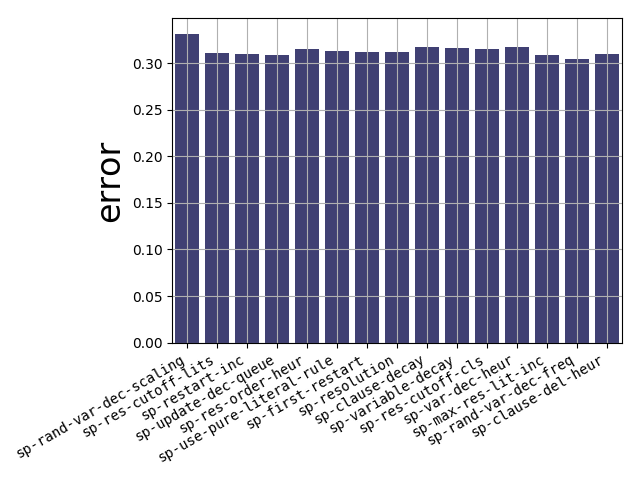 error
0.30
0.25
0.20
0.15
0.10
0.05
0.00
sp-rand-var-dec-scaling
sp-res-cutoff-lits
sp-restart-inc
sp-update-dec-queue
sp-res-order-heur
sp-use-pure-literal-rule
sp-first-restart
sp-resolution
sp-clause-decay
sp-variable-decay
sp-res-cutoff-cls
sp-var-dec-heur
sp-max-res-lit-inc
sp-rand-var-dec-freq
sp-clause-del-heur